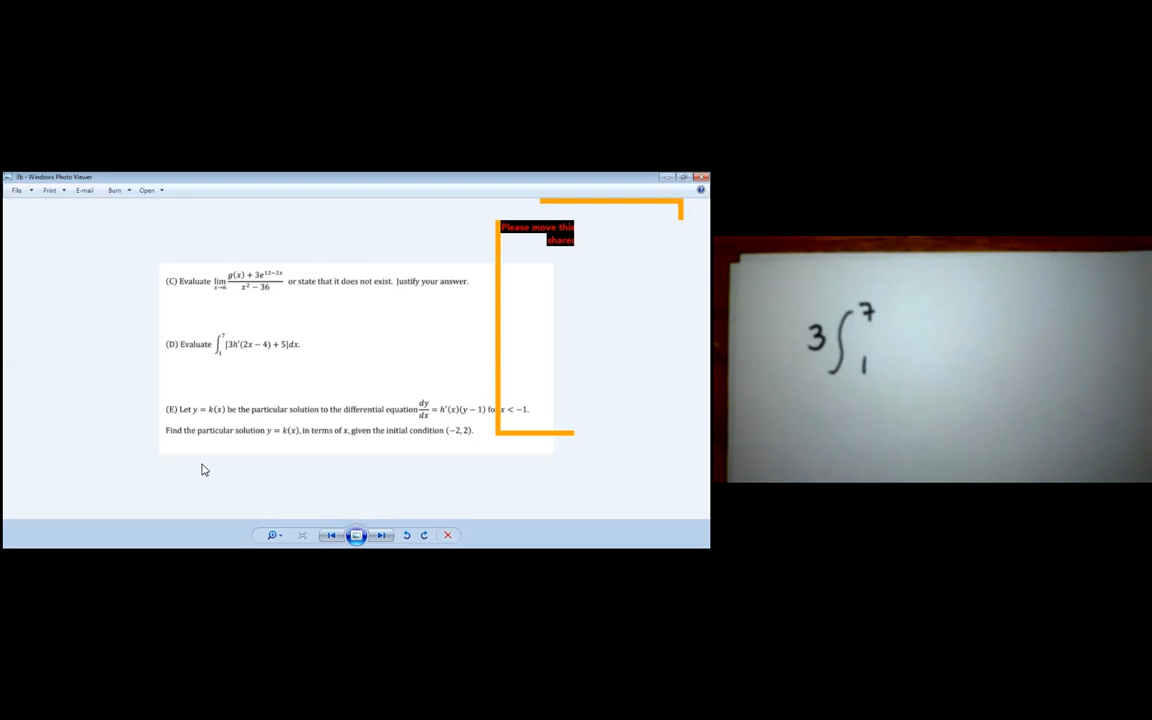 3b - Windows Photo Viewer
File Print E-mail Burn Open
Please move this
shared
(C) Evaluate lim x→6 (g(x) + 3e^(12−2x))/(x² − 36) or state that it does not exist. Justify your answer.
(D) Evaluate ∫₁⁷ [3h′(2x − 4) + 5]dx.
(E) Let y = k(x) be the particular solution to the differential equation dy/dx = h′(x)(y − 1) for x < −1.
Find the particular solution y = k(x), in terms of x, given the initial condition (−2, 2).
3 ∫₁⁷